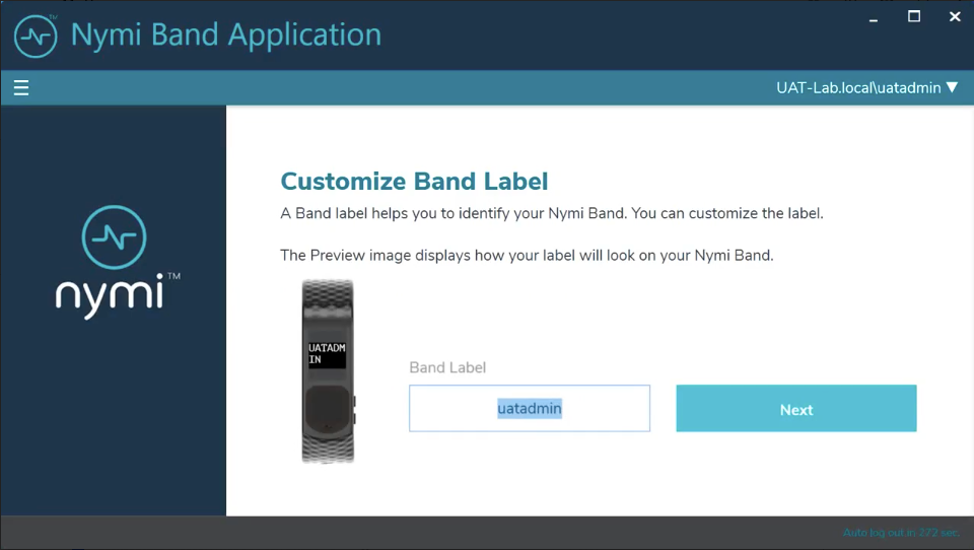 Nymi Band Application
UAT-Lab.local\uatadmin
nymi™
Customize Band Label
A Band label helps you to identify your Nymi Band. You can customize the label.
The Preview image displays how your label will look on your Nymi Band.
UATADM
IN
Band Label
uatadmin
Next
Auto log out in 272 sec.